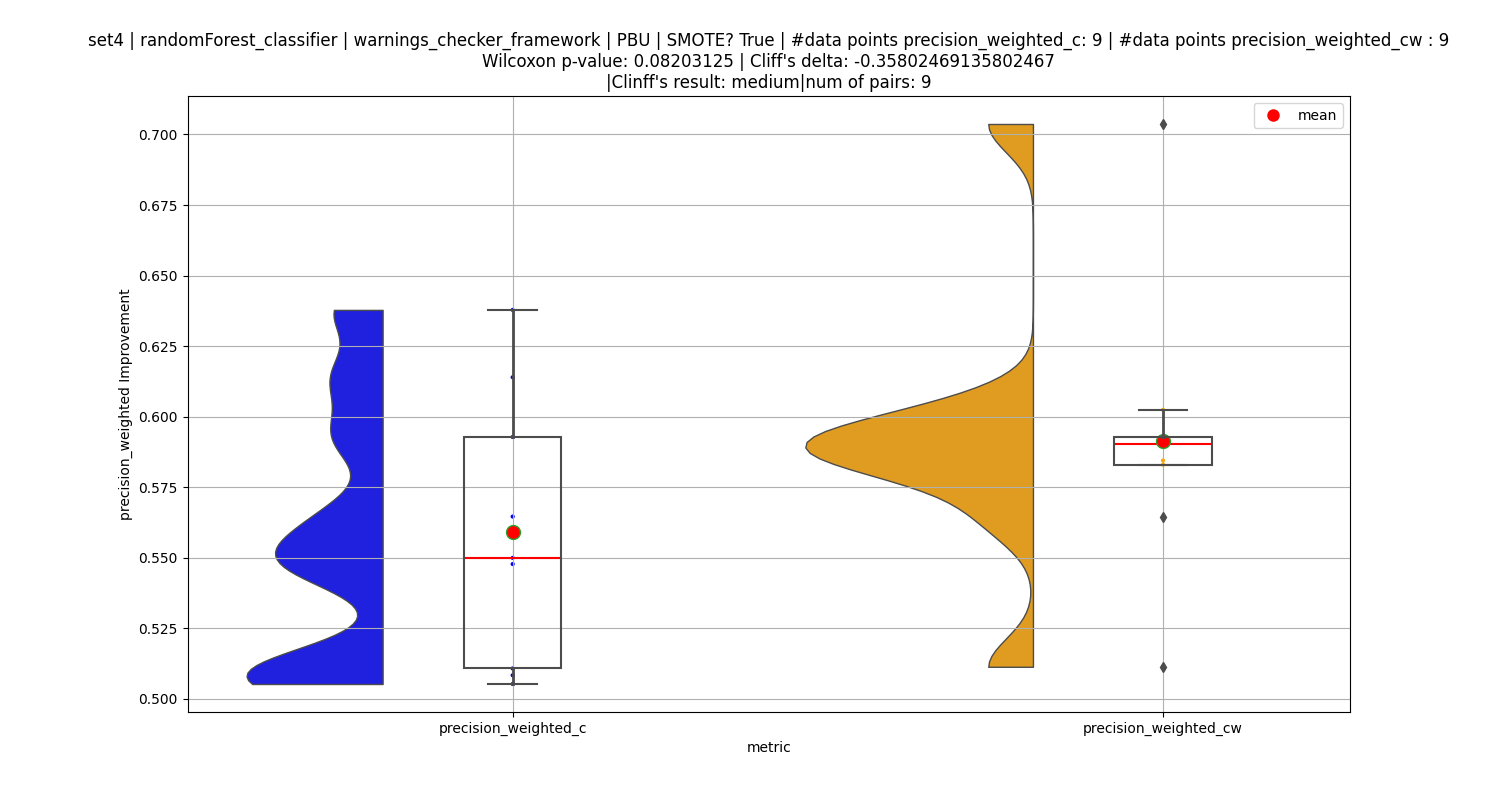 set4 | randomForest_classifier | warnings_checker_framework | PBU | SMOTE? True | #data points precision_weighted_c: 9 | #data points precision_weighted_cw : 9
Wilcoxon p-value: 0.08203125 | Cliff's delta: -0.35802469135802467
|Clinff's result: medium|num of pairs: 9
mean
0.700
0.675
0.650
0.625
0.600
0.575
0.550
0.525
0.500
precision_weighted Improvement
precision_weighted_c
precision_weighted_cw
metric